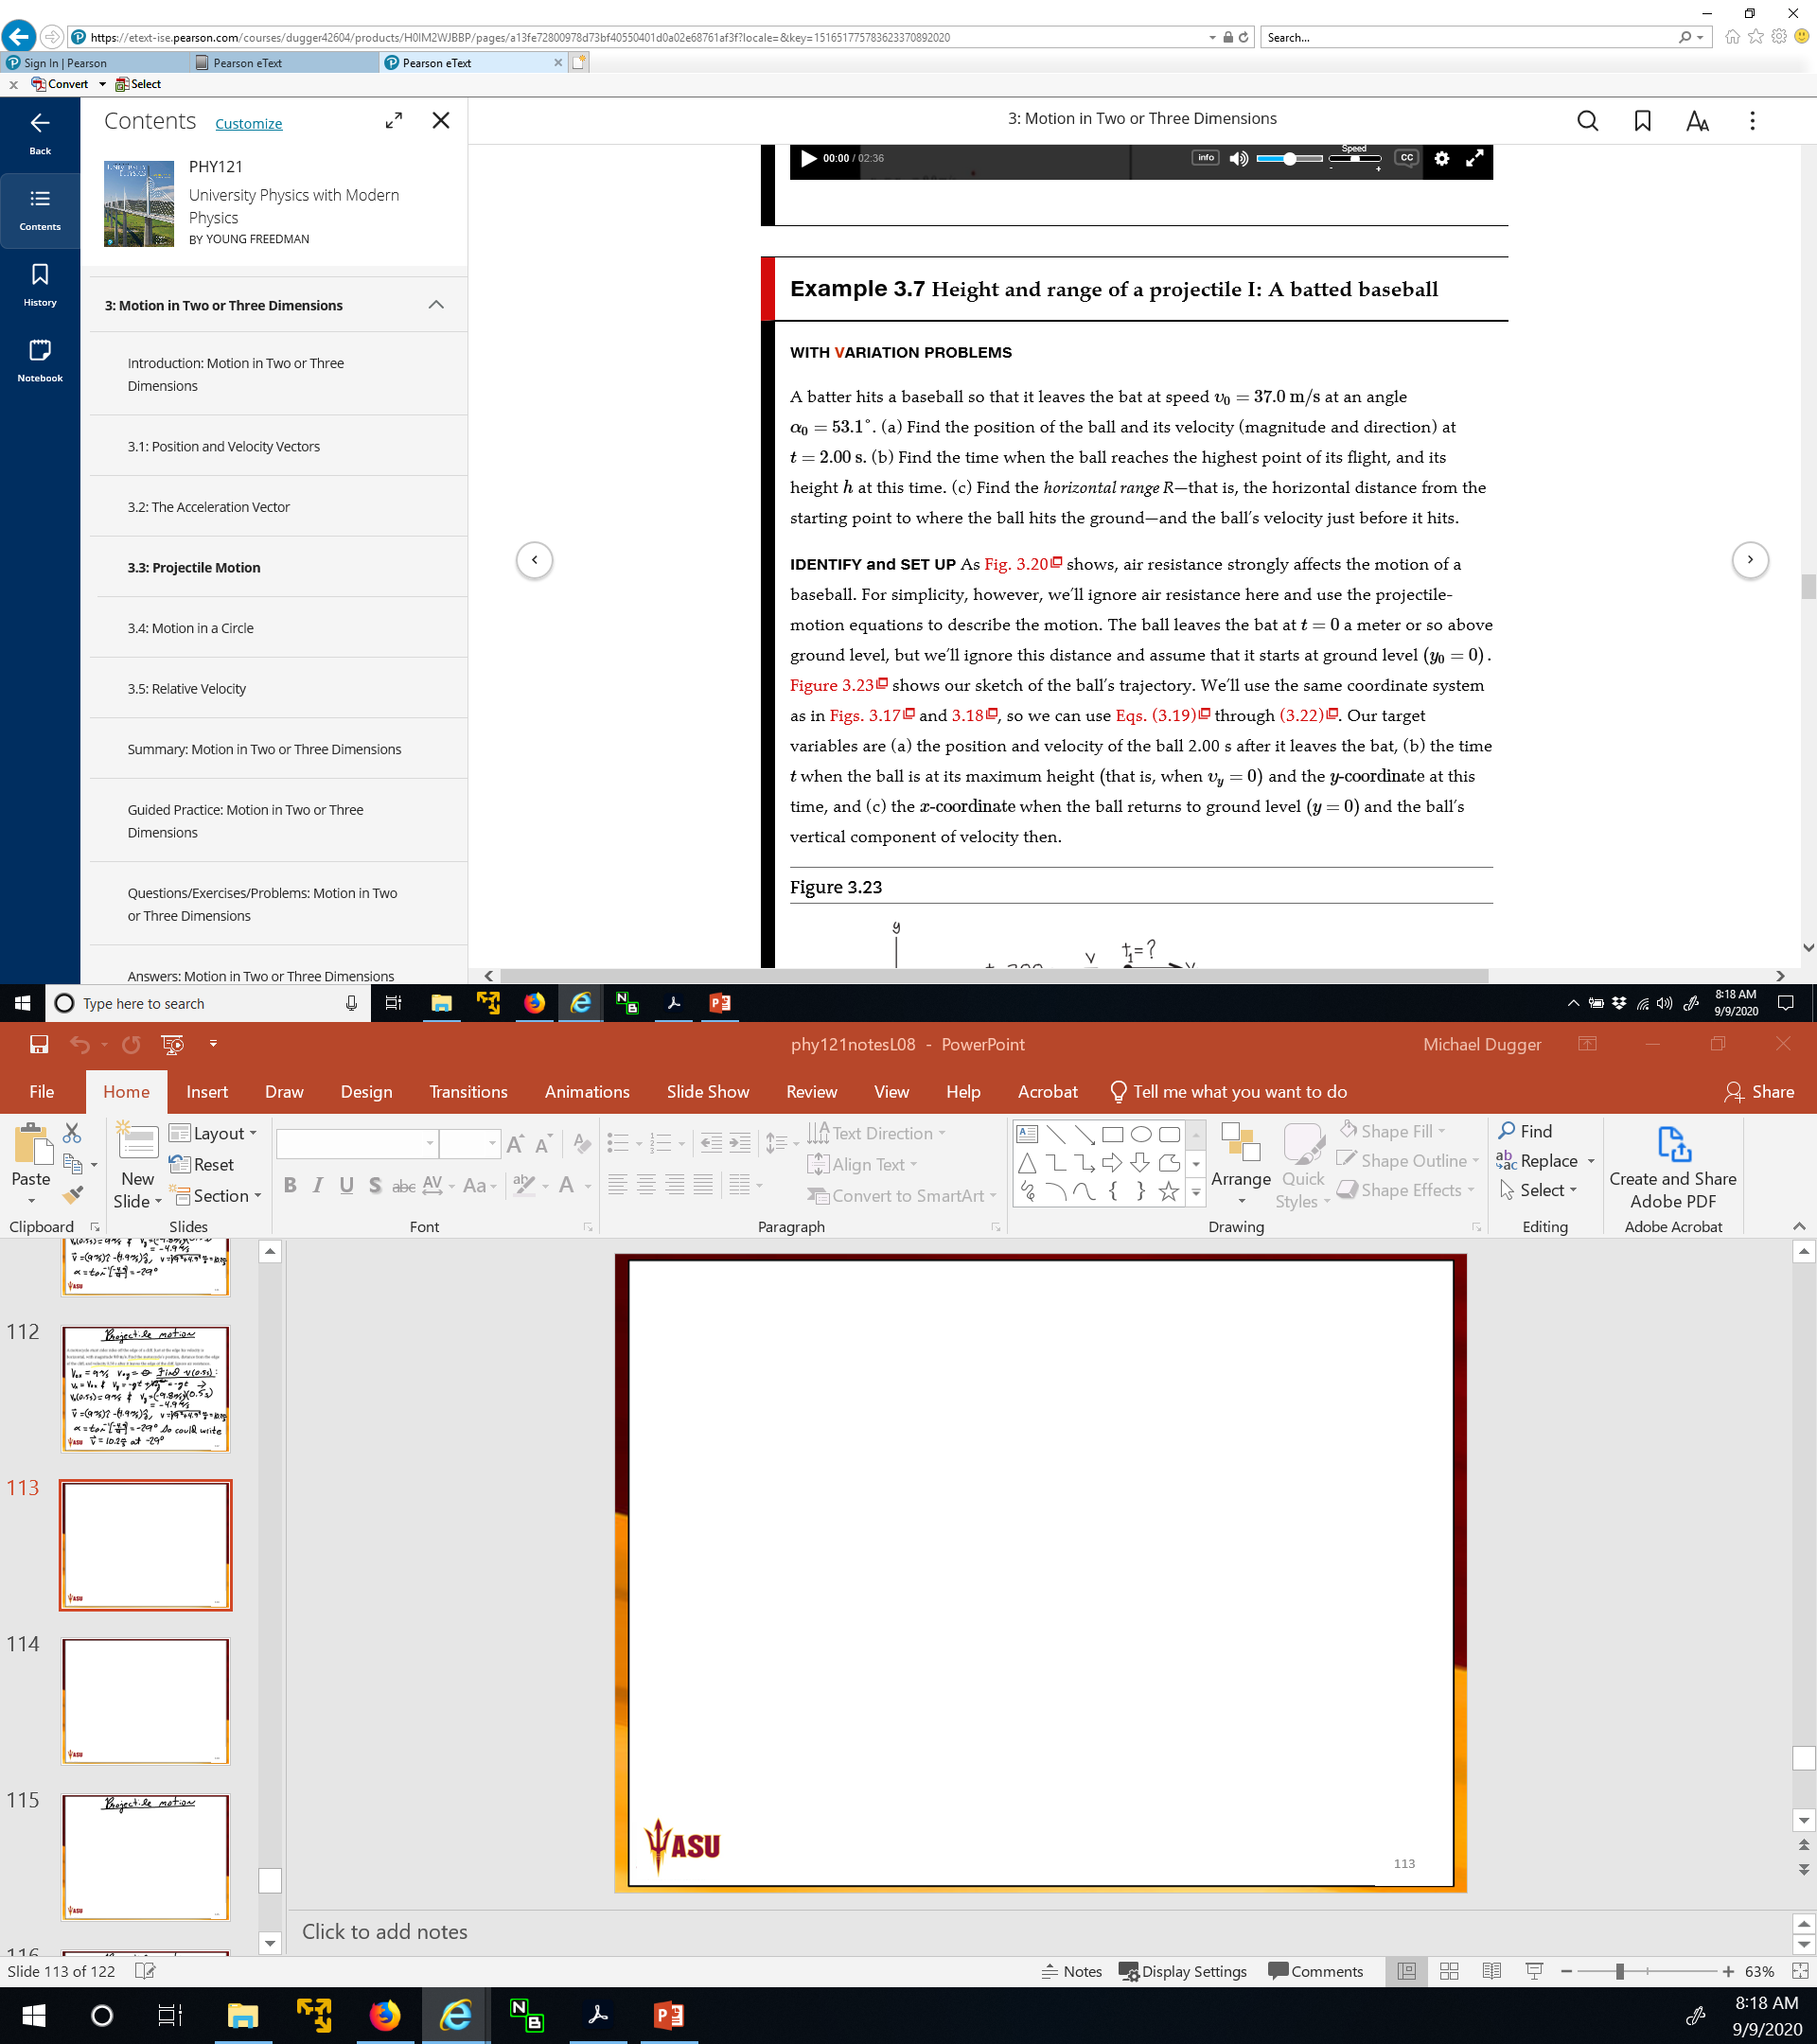 https://etext-ise.pearson.com/courses/dugger42604/products/H0IM2WJBBP/pages/a13fe72800978d73bf40550401d0a02e68761af3f?locale=&key=15165177578362337089202​0
Search...
Sign In | Pearson
Pearson eText
Pearson eText
x Convert
Select
Back
Contents
History
Notebook
Contents Customize
PHY121
University Physics with Modern
Physics
BY YOUNG FREEDMAN
3: Motion in Two or Three Dimensions
Introduction: Motion in Two or Three
Dimensions
3.1: Position and Velocity Vectors
3.2: The Acceleration Vector
3.3: Projectile Motion
3.4: Motion in a Circle
3.5: Relative Velocity
Summary: Motion in Two or Three Dimensions
Guided Practice: Motion in Two or Three
Dimensions
Questions/Exercises/Problems: Motion in Two
or Three Dimensions
Answers: Motion in Two or Three Dimensions
3: Motion in Two or Three Dimensions
00:00 / 02:36
info
Speed
- +
CC
Example 3.7 Height and range of a projectile I: A batted baseball
WITH VARIATION PROBLEMS
A batter hits a baseball so that it leaves the bat at speed v₀ = 37.0 m/s at an angle
α₀ = 53.1°. (a) Find the position of the ball and its velocity (magnitude and direction) at
t = 2.00 s. (b) Find the time when the ball reaches the highest point of its flight, and its
height h at this time. (c) Find the horizontal range R—that is, the horizontal distance from the
starting point to where the ball hits the ground—and the ball's velocity just before it hits.
IDENTIFY and SET UP As Fig. 3.20 shows, air resistance strongly affects the motion of a
baseball. For simplicity, however, we'll ignore air resistance here and use the projectile-
motion equations to describe the motion. The ball leaves the bat at t = 0 a meter or so above
ground level, but we'll ignore this distance and assume that it starts at ground level (y₀ = 0).
Figure 3.23 shows our sketch of the ball's trajectory. We'll use the same coordinate system
as in Figs. 3.17 and 3.18, so we can use Eqs. (3.19) through (3.22). Our target
variables are (a) the position and velocity of the ball 2.00 s after it leaves the bat, (b) the time
t when the ball is at its maximum height (that is, when v_y = 0) and the y-coordinate at this
time, and (c) the x-coordinate when the ball returns to ground level (y = 0) and the ball's
vertical component of velocity then.
Figure 3.23
y
t₁=?
Type here to search
8:18 AM
9/9/2020
phy121notesL08 - PowerPoint
Michael Dugger
File Home Insert Draw Design Transitions Animations Slide Show Review View Help Acrobat Tell me what you want to do Share
Paste
Clipboard
New
Slide
Layout
Reset
Section
Slides
B I U S abc AV Aa A
Font
Text Direction
Align Text
Convert to SmartArt
Paragraph
Arrange
Quick
Styles
Shape Fill
Shape Outline
Shape Effects
Drawing
Find
Replace
Select
Editing
Create and Share
Adobe PDF
Adobe Acrobat
ASU
112
Projectile motion
ASU
113
ASU
114
ASU
115
Projectile motion
ASU
ASU
113
Click to add notes
Slide 113 of 122
Notes Display Settings Comments
63%
8:18 AM
9/9/2020